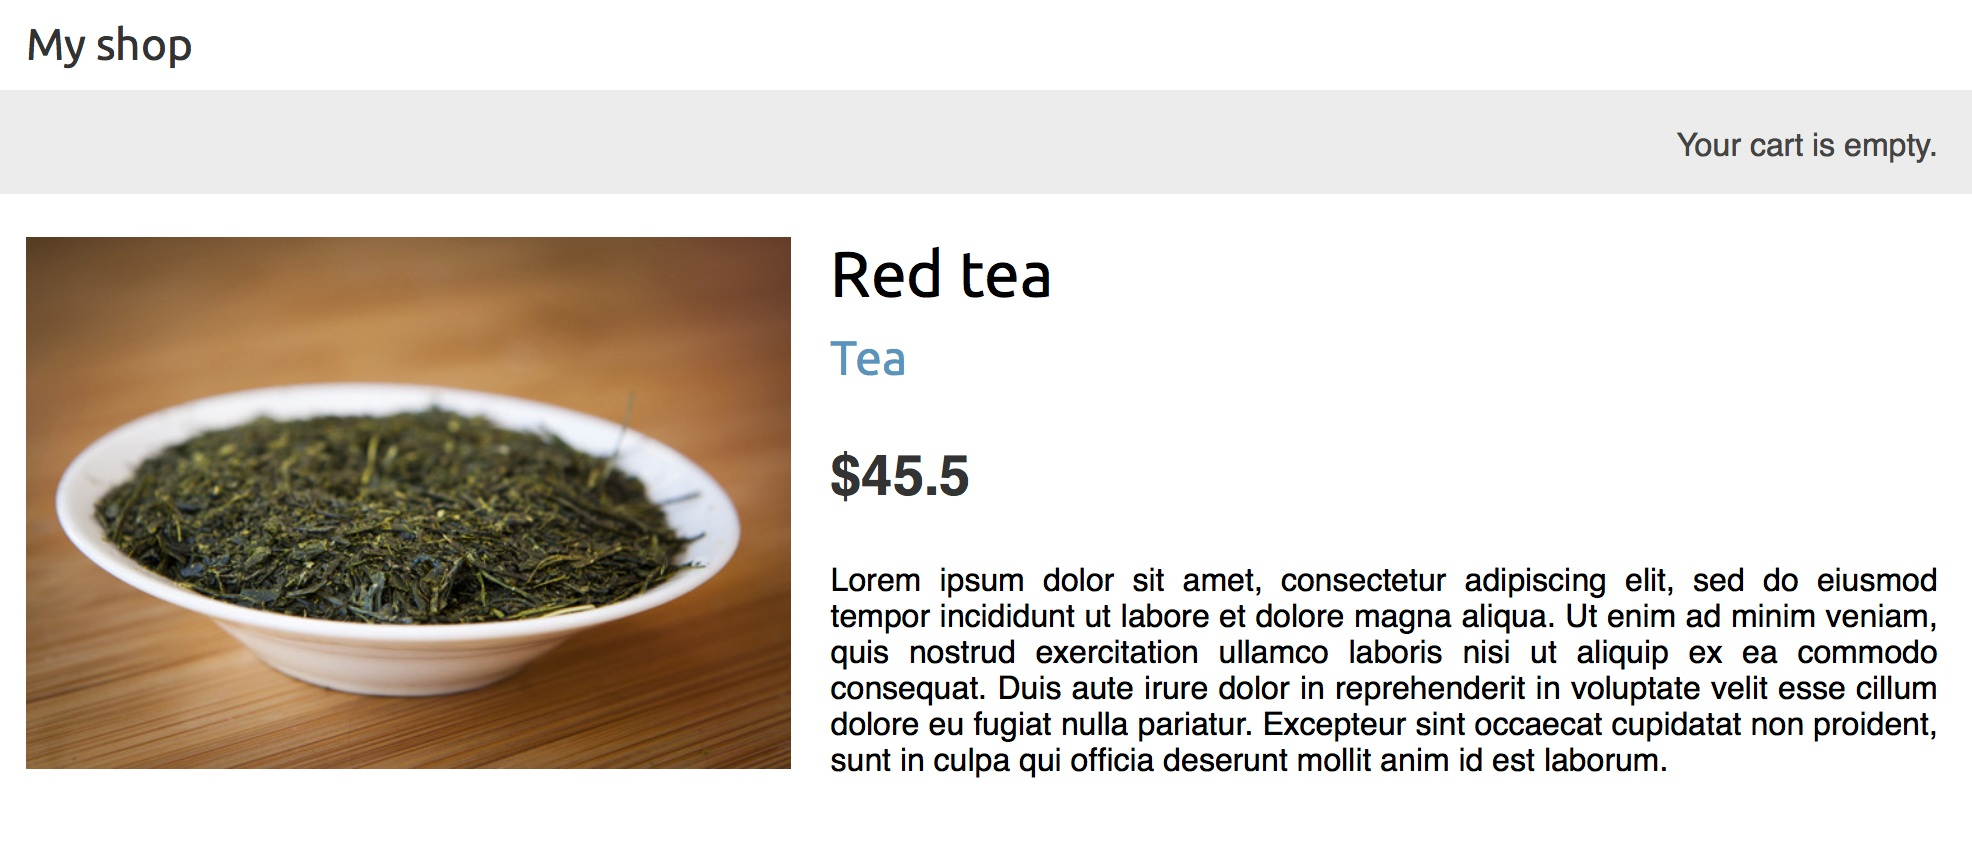 My shop
Your cart is empty.
Red tea
Tea
$45.5
Lorem ipsum dolor sit amet, consectetur adipiscing elit, sed do eiusmod
tempor incididunt ut labore et dolore magna aliqua. Ut enim ad minim veniam,
quis nostrud exercitation ullamco laboris nisi ut aliquip ex ea commodo
consequat. Duis aute irure dolor in reprehenderit in voluptate velit esse cillum
dolore eu fugiat nulla pariatur. Excepteur sint occaecat cupidatat non proident,
sunt in culpa qui officia deserunt mollit anim id est laborum.